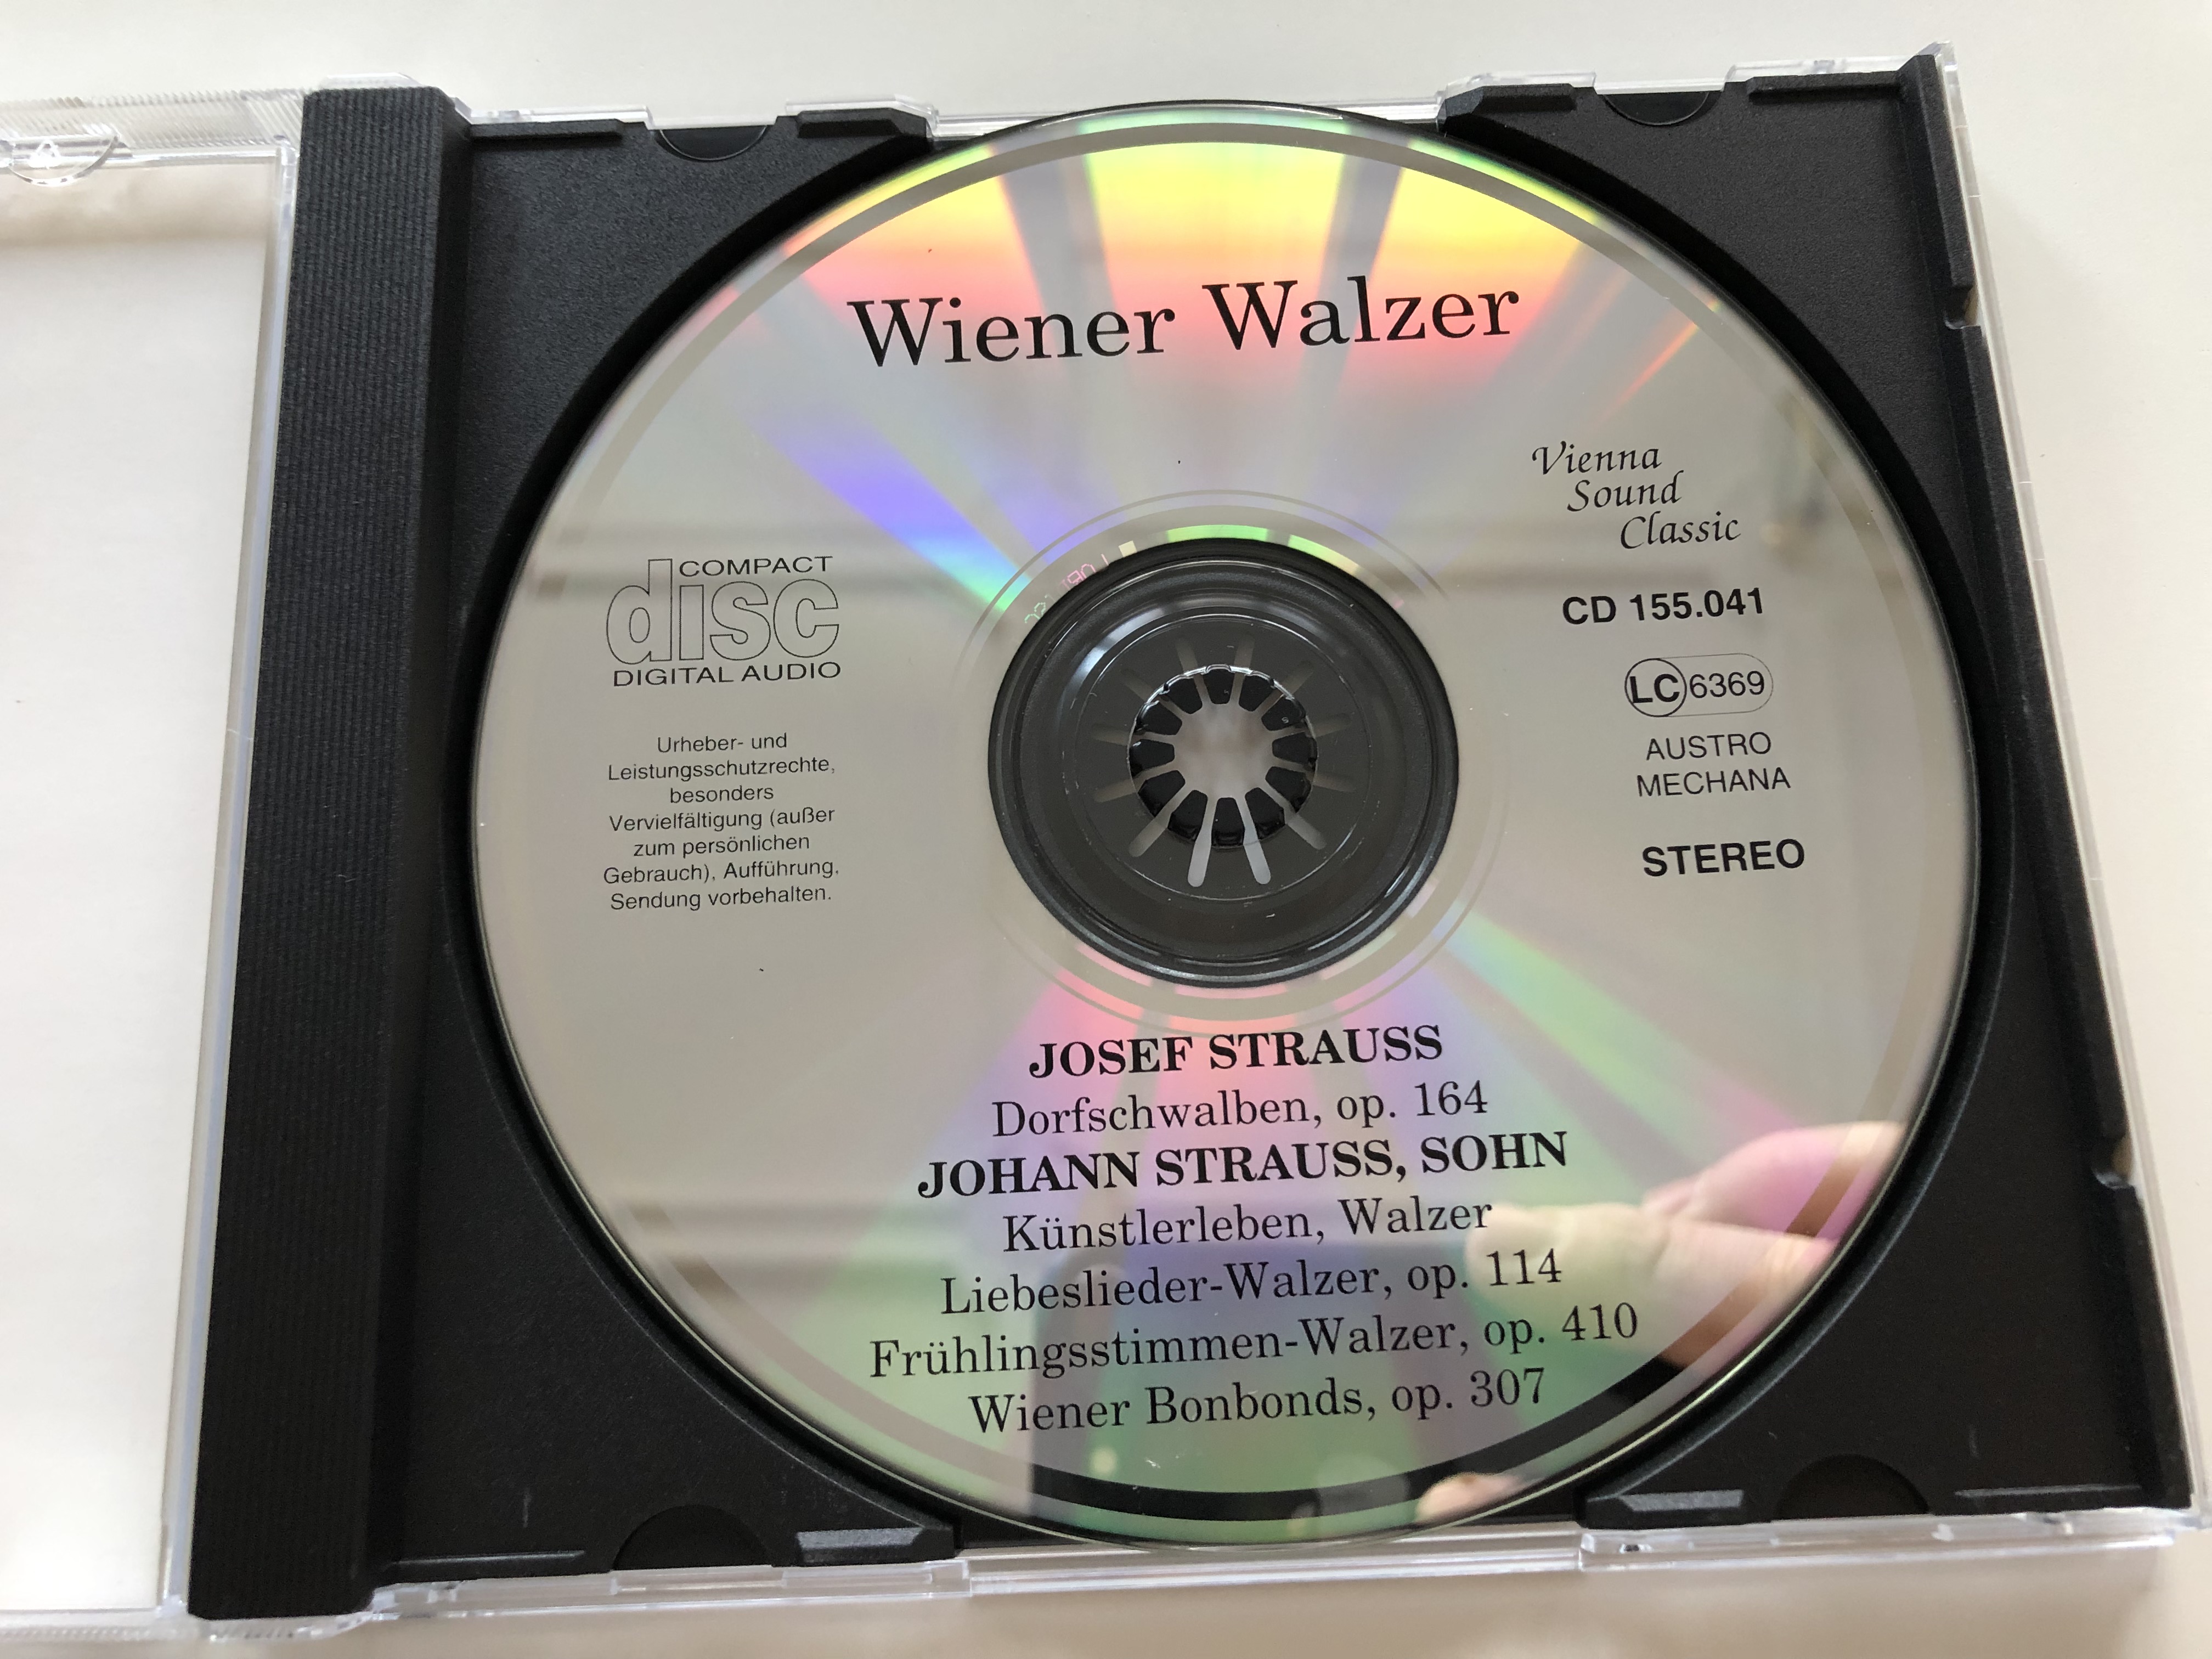 Wiener Walzer
Vienna
Sound
Classic
COMPACT
disc
DIGITAL AUDIO
CD 155.041
LC 6369
AUSTRO
MECHANA
STEREO
Urheber- und
Leistungsschutzrechte,
besonders
Vervielfältigung (außer
zum persönlichen
Gebrauch), Aufführung,
Sendung vorbehalten.
JOSEF STRAUSS
Dorfschwalben, op. 164
JOHANN STRAUSS, SOHN
Künstlerleben, Walzer
Liebeslieder-Walzer, op. 114
Frühlingsstimmen-Walzer, op. 410
Wiener Bonbonds, op. 307